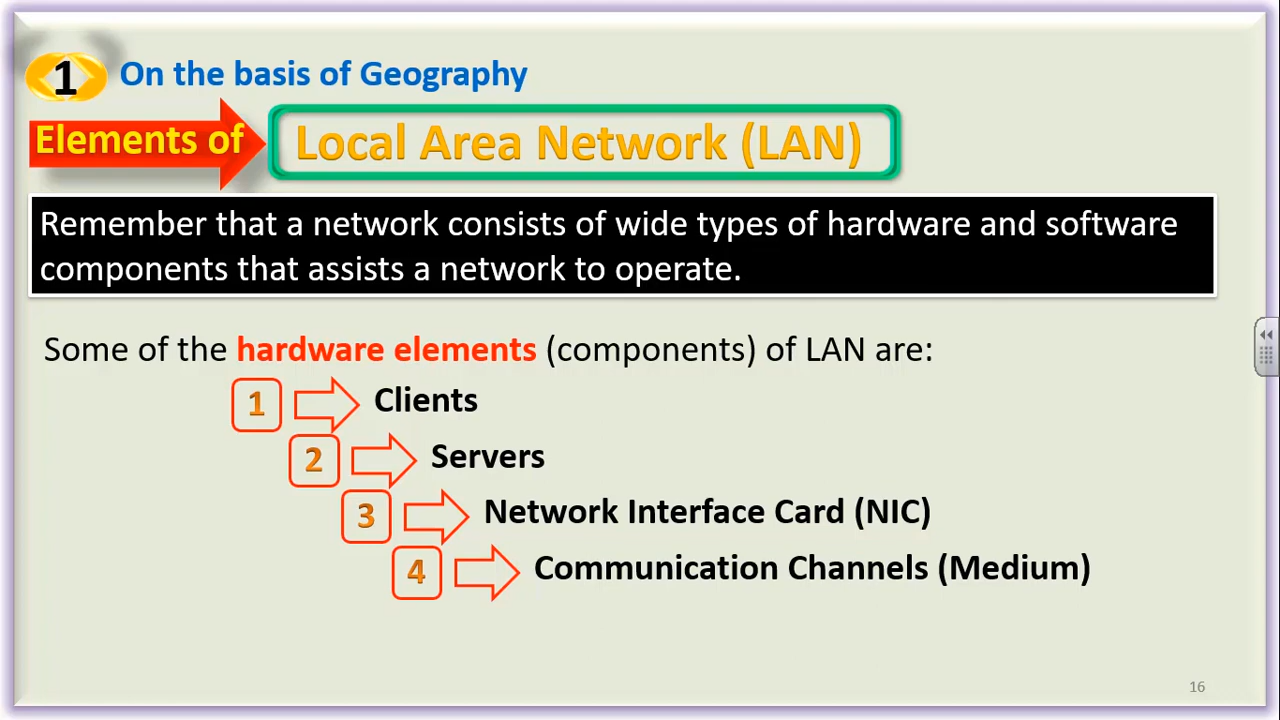 1 On the basis of Geography
Elements of Local Area Network (LAN)
Remember that a network consists of wide types of hardware and software
components that assists a network to operate.
Some of the hardware elements (components) of LAN are:
1 Clients
2 Servers
3 Network Interface Card (NIC)
4 Communication Channels (Medium)
16